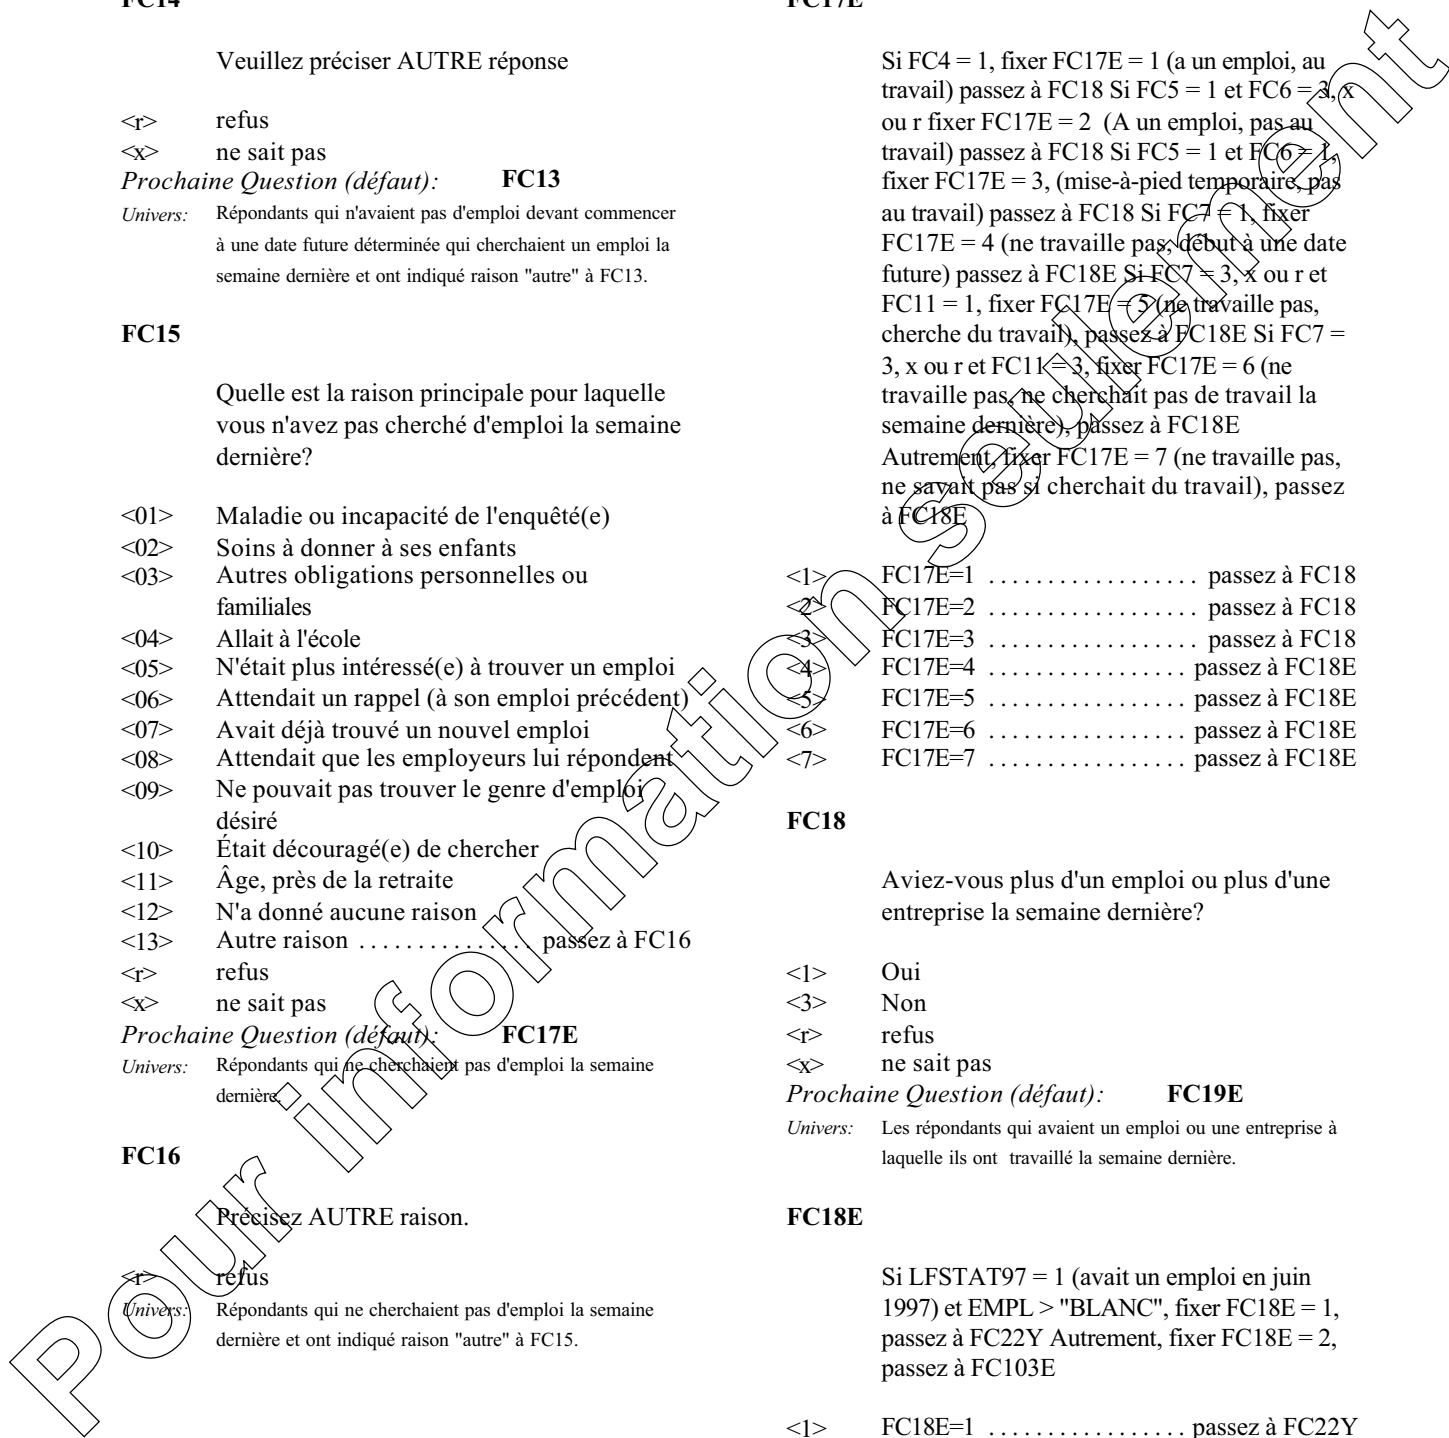 FC14
Veuillez préciser AUTRE réponse
<r> refus
<x> ne sait pas
Prochaine Question (défaut): FC13
Univers: Répondants qui n'avaient pas d'emploi devant commencer
à une date future déterminée qui cherchaient un emploi la
semaine dernière et ont indiqué raison "autre" à FC13.
FC15
Quelle est la raison principale pour laquelle
vous n'avez pas cherché d'emploi la semaine
dernière?
<01> Maladie ou incapacité de l'enquêté(e)
<02> Soins à donner à ses enfants
<03> Autres obligations personnelles ou
familiales
<04> Allait à l'école
<05> N'était plus intéressé(e) à trouver un emploi
<06> Attendait un rappel (à son emploi précédent)
<07> Avait déjà trouvé un nouvel emploi
<08> Attendait que les employeurs lui répondent
<09> Ne pouvait pas trouver le genre d'emploi
désiré
<10> Était découragé(e) de chercher
<11> Âge, près de la retraite
<12> N'a donné aucune raison
<13> Autre raison . . . . . . . . . . . . . . . passez à FC16
<r> refus
<x> ne sait pas
Prochaine Question (défaut): FC17E
Univers: Répondants qui ne cherchaient pas d'emploi la semaine
dernière.
FC16
Précisez AUTRE raison.
<r> refus
Univers: Répondants qui ne cherchaient pas d'emploi la semaine
dernière et ont indiqué raison "autre" à FC15.
FC17E
Si FC4 = 1, fixer FC17E = 1 (a un emploi, au
travail) passez à FC18 Si FC5 = 1 et FC6 = 3, x
ou r fixer FC17E = 2 (A un emploi, pas au
travail) passez à FC18 Si FC5 = 1 et FC6 = 1,
fixer FC17E = 3, (mise-à-pied temporaire, pas
au travail) passez à FC18 Si FC7 = 1, fixer
FC17E = 4 (ne travaille pas, début à une date
future) passez à FC18E Si FC7 = 3, x ou r et
FC11 = 1, fixer FC17E = 5 (ne travaille pas,
cherche du travail), passez à FC18E Si FC7 =
3, x ou r et FC11 = 3, fixer FC17E = 6 (ne
travaille pas, ne cherchait pas de travail la
semaine dernière), passez à FC18E
Autrement, fixer FC17E = 7 (ne travaille pas,
ne savait pas si cherchait du travail), passez
à FC18E
<1> FC17E=1 . . . . . . . . . . . . . . . . . . passez à FC18
<2> FC17E=2 . . . . . . . . . . . . . . . . . . passez à FC18
<3> FC17E=3 . . . . . . . . . . . . . . . . . . passez à FC18
<4> FC17E=4 . . . . . . . . . . . . . . . . . passez à FC18E
<5> FC17E=5 . . . . . . . . . . . . . . . . . passez à FC18E
<6> FC17E=6 . . . . . . . . . . . . . . . . . passez à FC18E
<7> FC17E=7 . . . . . . . . . . . . . . . . . passez à FC18E
FC18
Aviez-vous plus d'un emploi ou plus d'une
entreprise la semaine dernière?
<1> Oui
<3> Non
<r> refus
<x> ne sait pas
Prochaine Question (défaut): FC19E
Univers: Les répondants qui avaient un emploi ou une entreprise à
laquelle ils ont travaillé la semaine dernière.
FC18E
Si LFSTAT97 = 1 (avait un emploi en juin
1997) et EMPL > "BLANC", fixer FC18E = 1,
passez à FC22Y Autrement, fixer FC18E = 2,
passez à FC103E
<1> FC18E=1 . . . . . . . . . . . . . . . . . passez à FC22Y
Pour information seulement